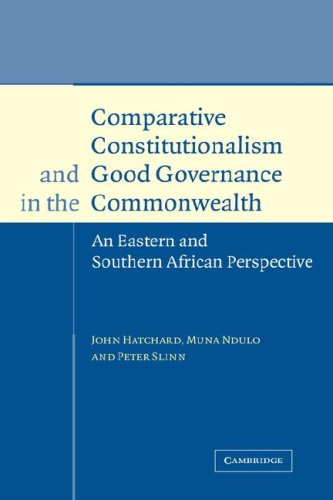 Comparative
Constitutionalism
and Good Governance
in the Commonwealth
An Eastern and
Southern African Perspective
JOHN HATCHARD, MUNA NDULO
AND PETER SLINN
CAMBRIDGE